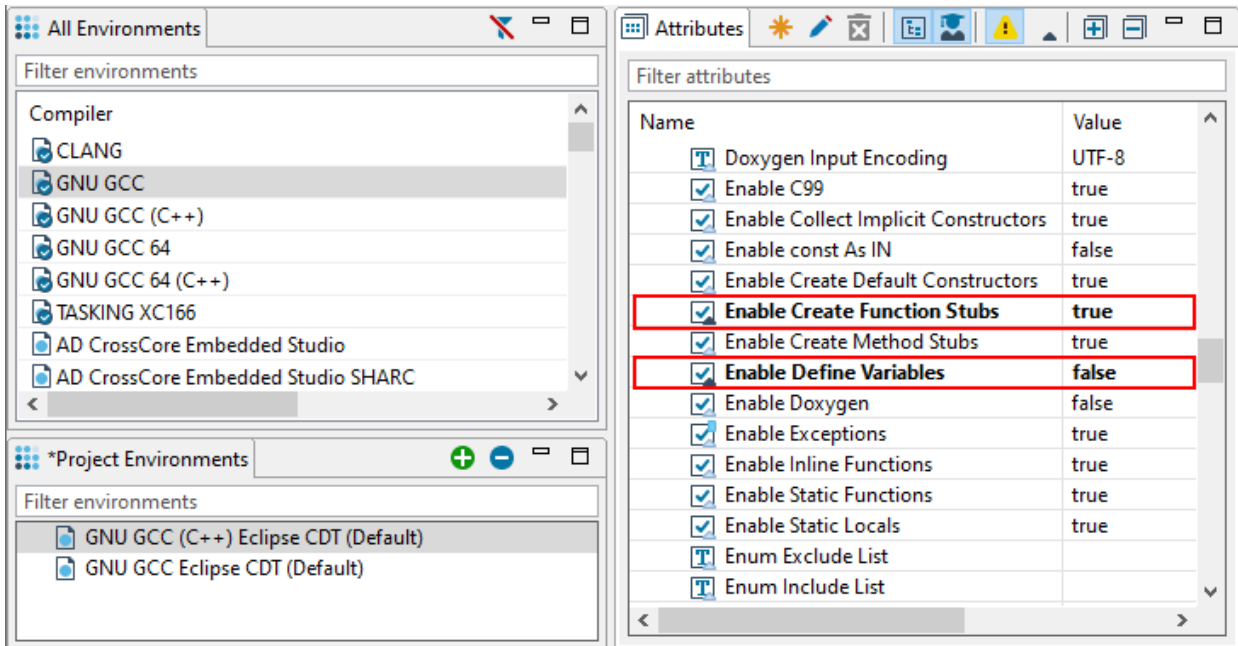 All Environments
Filter environments
Compiler
CLANG
GNU GCC
GNU GCC (C++)
GNU GCC 64
GNU GCC 64 (C++)
TASKING XC166
AD CrossCore Embedded Studio
AD CrossCore Embedded Studio SHARC
*Project Environments
Filter environments
GNU GCC (C++) Eclipse CDT (Default)
GNU GCC Eclipse CDT (Default)
Attributes
Filter attributes
Name Value
Doxygen Input Encoding UTF-8
Enable C99 true
Enable Collect Implicit Constructors true
Enable const As IN false
Enable Create Default Constructors true
Enable Create Function Stubs true
Enable Create Method Stubs true
Enable Define Variables false
Enable Doxygen false
Enable Exceptions true
Enable Inline Functions true
Enable Static Functions true
Enable Static Locals true
Enum Exclude List
Enum Include List